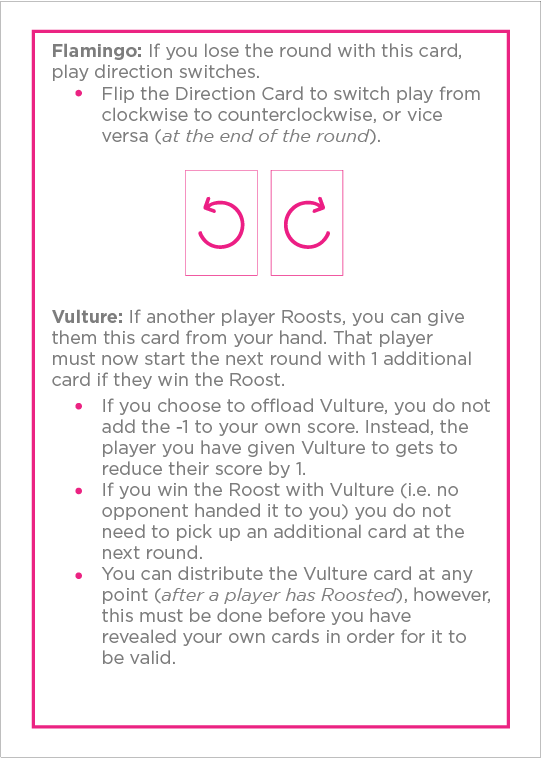 Flamingo: If you lose the round with this card,
play direction switches.
• Flip the Direction Card to switch play from
clockwise to counterclockwise, or vice
versa (at the end of the round).
Vulture: If another player Roosts, you can give
them this card from your hand. That player
must now start the next round with 1 additional
card if they win the Roost.
• If you choose to offload Vulture, you do not
add the -1 to your own score. Instead, the
player you have given Vulture to gets to
reduce their score by 1.
• If you win the Roost with Vulture (i.e. no
opponent handed it to you) you do not
need to pick up an additional card at the
next round.
• You can distribute the Vulture card at any
point (after a player has Roosted), however,
this must be done before you have
revealed your own cards in order for it to
be valid.